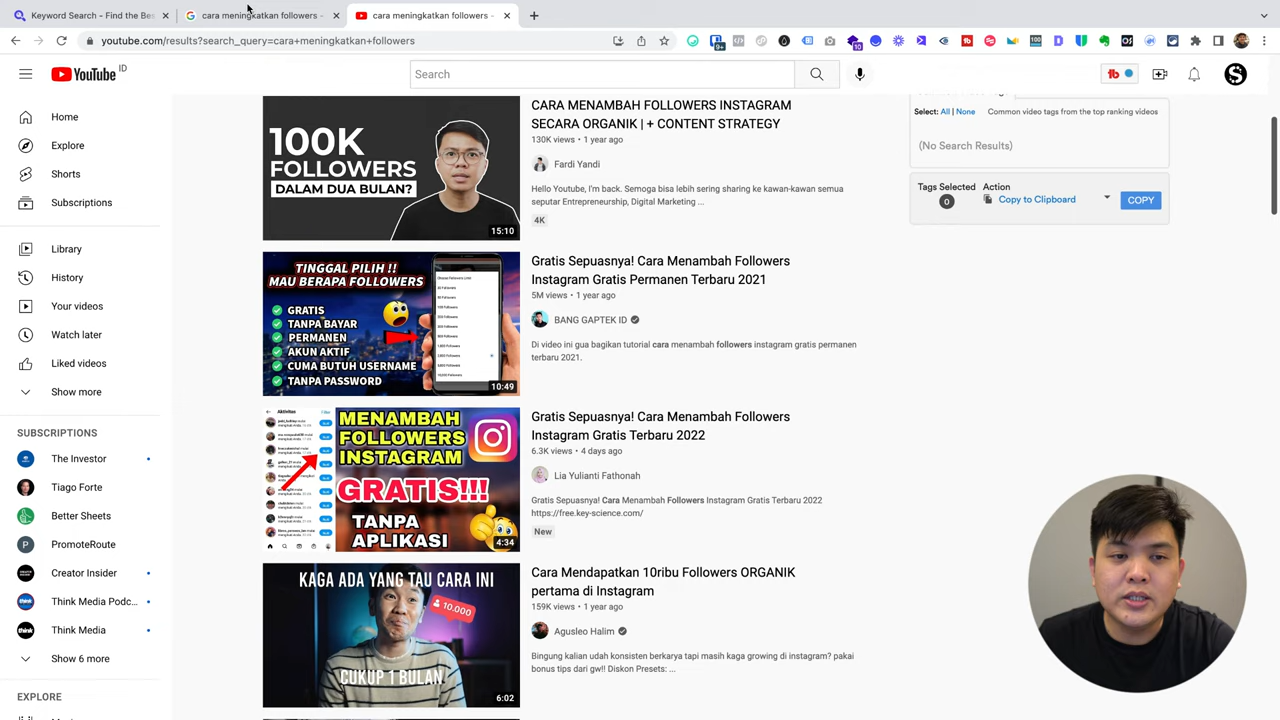 Keyword Search - Find the Bes
cara meningkatkan followers -
cara meningkatkan followers -
youtube.com/results?search_query=cara+meningkatkan+followers
YouTube ID
Search
Home
Explore
Shorts
Subscriptions
Library
History
Your videos
Watch later
Liked videos
Show more
SUBSCRIPTIONS
The Investor
Tiago Forte
Better Sheets
PromoteRoute
Creator Insider
Think Media Podc...
Think Media
Show 6 more
EXPLORE
100K
FOLLOWERS
DALAM DUA BULAN?
15:10
CARA MENAMBAH FOLLOWERS INSTAGRAM
SECARA ORGANIK | + CONTENT STRATEGY
130K views • 1 year ago
Fardi Yandi
Hello Youtube, I'm back. Semoga bisa lebih sering sharing ke kawan-kawan semua
seputar Entrepreneurship, Digital Marketing ...
4K
TINGGAL PILIH !!
MAU BERAPA FOLLOWERS
GRATIS
TANPA BAYAR
PERMANEN
AKUN AKTIF
CUMA BUTUH USERNAME
TANPA PASSWORD
10:49
Gratis Sepuasnya! Cara Menambah Followers
Instagram Gratis Permanen Terbaru 2021
5M views • 1 year ago
BANG GAPTEK ID
Di video ini gua bagikan tutorial cara menambah followers instagram gratis permanen
terbaru 2021.
Aktivitas
MENAMBAH
FOLLOWERS
INSTAGRAM
GRATIS!!!
TANPA
APLIKASI
4:34
Gratis Sepuasnya! Cara Menambah Followers
Instagram Gratis Terbaru 2022
6.3K views • 4 days ago
Lia Yulianti Fathonah
Gratis Sepuasnya! Cara Menambah Followers Instagram Gratis Terbaru 2022
https://free.key-science.com/
New
KAGA ADA YANG TAU CARA INI
10.000
CUKUP 1 BULAN
6:02
Cara Mendapatkan 10ribu Followers ORGANIK
pertama di Instagram
159K views • 1 year ago
Agusleo Halim
Bingung kalian udah konsisten berkarya tapi masih kaga growing di instagram? pakai
bonus tips dari gw!! Diskon Presets: ...
Select: All | None
Common video tags from the top ranking videos
(No Search Results)
Tags Selected
0
Action
Copy to Clipboard
COPY